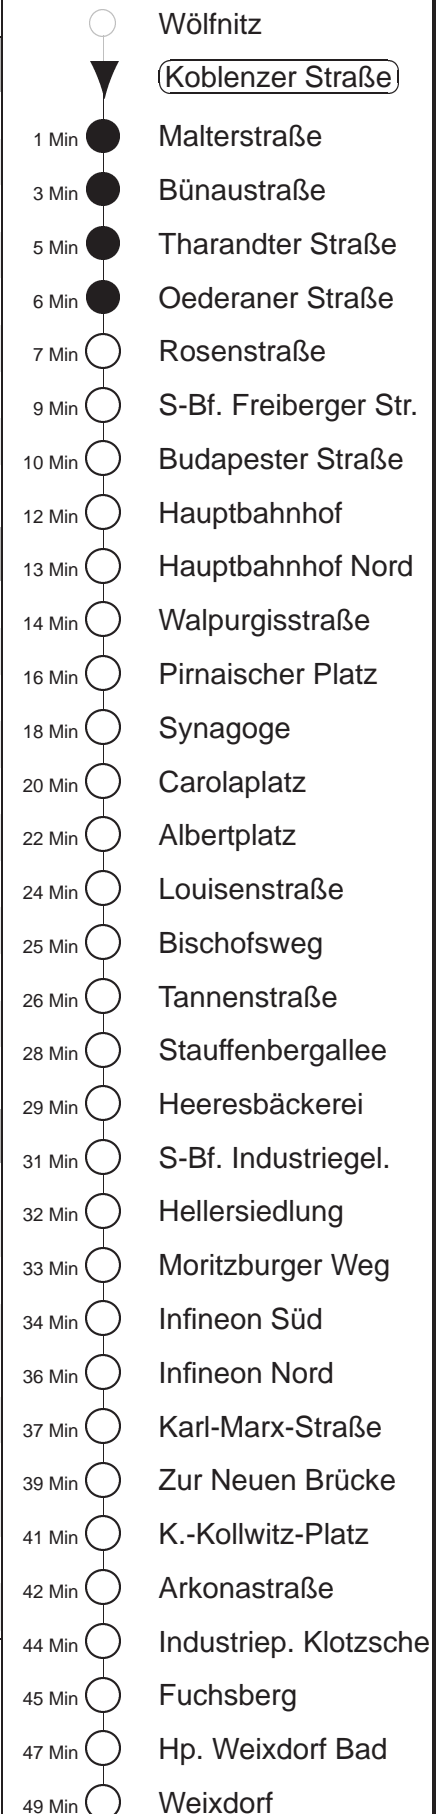 Wölfnitz
Koblenzer Straße
1 Min Malterstraße
3 Min Bünaustraße
5 Min Tharandter Straße
6 Min Oederaner Straße
7 Min Rosenstraße
9 Min S-Bf. Freiberger Str.
10 Min Budapester Straße
12 Min Hauptbahnhof
13 Min Hauptbahnhof Nord
14 Min Walpurgisstraße
16 Min Pirnaischer Platz
18 Min Synagoge
20 Min Carolaplatz
22 Min Albertplatz
24 Min Louisenstraße
25 Min Bischofsweg
26 Min Tannenstraße
28 Min Stauffenbergallee
29 Min Heeresbäckerei
31 Min S-Bf. Industriegel.
32 Min Hellersiedlung
33 Min Moritzburger Weg
34 Min Infineon Süd
36 Min Infineon Nord
37 Min Karl-Marx-Straße
39 Min Zur Neuen Brücke
41 Min K.-Kollwitz-Platz
42 Min Arkonastraße
44 Min Industriep. Klotzsche
45 Min Fuchsberg
47 Min Hp. Weixdorf Bad
49 Min Weixdorf